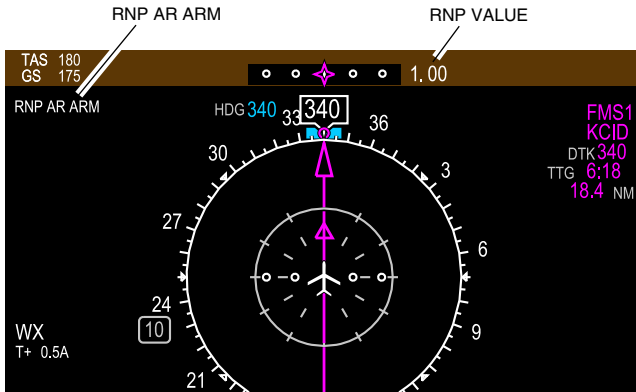 RNP AR ARM
RNP VALUE
TAS 180
GS 175
1.00
RNP AR ARM
HDG 340
33
340
36
FMS1
KCID
DTK 340
TTG 6:18
18.4 NM
30
3
27
6
24
10
9
WX
T+ 0.5A
21